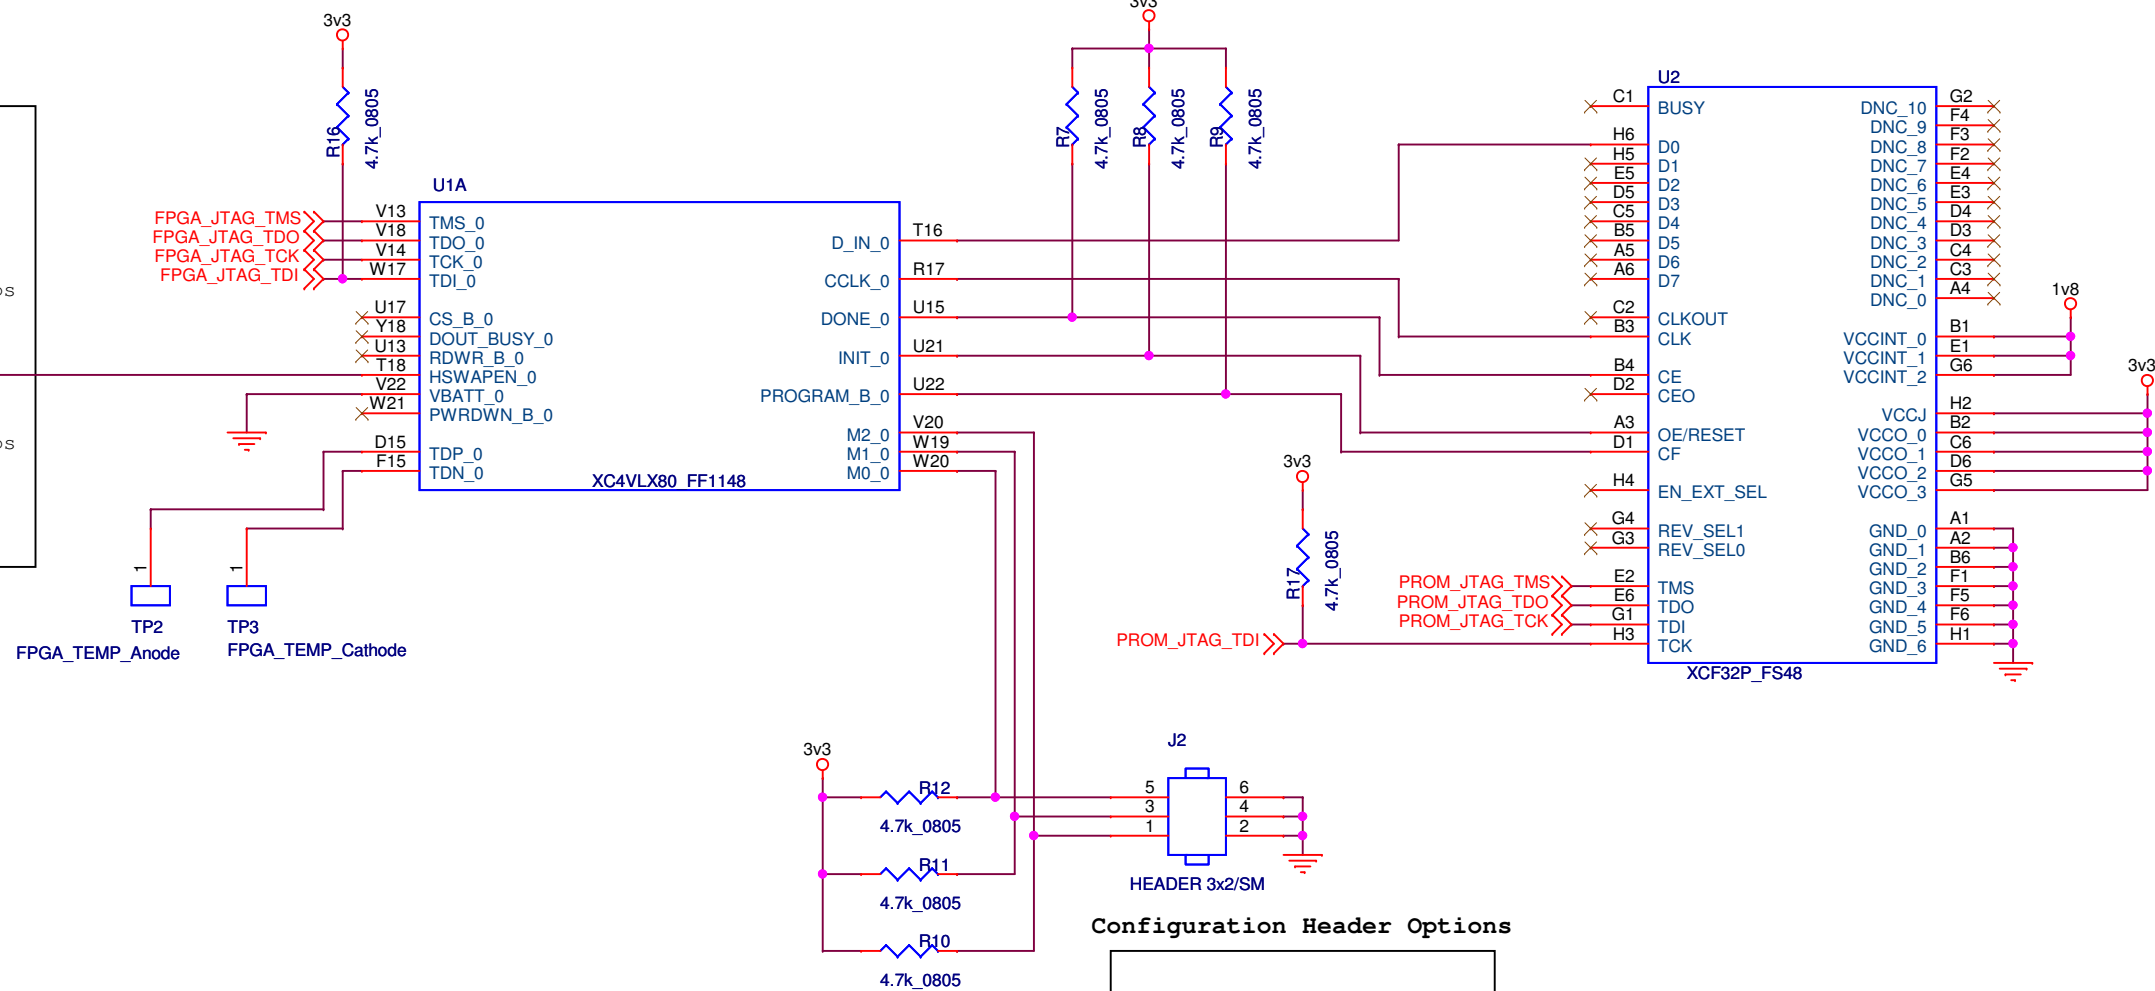 3v3
R16
4.7k_0805
3v3
R7
4.7k_0805
R8
4.7k_0805
R9
4.7k_0805
U1A
FPGA_JTAG_TMS
FPGA_JTAG_TDO
FPGA_JTAG_TCK
FPGA_JTAG_TDI
V13 TMS_0
V18 TDO_0
V14 TCK_0
W17 TDI_0
U17 CS_B_0
Y18 DOUT_BUSY_0
U13 RDWR_B_0
T18 HSWAPEN_0
V22 VBATT_0
W21 PWRDWN_B_0
D15 TDP_0
F15 TDN_0
D_IN_0 T16
CCLK_0 R17
DONE_0 U15
INIT_0 U21
PROGRAM_B_0 U22
M2_0 V20
M1_0 W19
M0_0 W20
XC4VLX80_FF1148
1
TP2
FPGA_TEMP_Anode
1
TP3
FPGA_TEMP_Cathode
U2
C1 BUSY
H6 D0
H5 D1
E5 D2
D5 D3
C5 D4
B5 D5
A5 D6
A6 D7
C2 CLKOUT
B3 CLK
B4 CE
D2 CEO
A3 OE/RESET
D1 CF
H4 EN_EXT_SEL
G4 REV_SEL1
G3 REV_SEL0
E2 TMS
E6 TDO
G1 TDI
H3 TCK
DNC_10 G2
DNC_9 F4
DNC_8 F3
DNC_7 F2
DNC_6 E4
DNC_5 E3
DNC_4 D4
DNC_3 D3
DNC_2 C4
DNC_1 C3
DNC_0 A4
VCCINT_0 B1
VCCINT_1 E1
VCCINT_2 G6
VCCJ H2
VCCO_0 B2
VCCO_1 C6
VCCO_2 D6
VCCO_3 G5
GND_0 A1
GND_1 A2
GND_2 B6
GND_3 F1
GND_4 F5
GND_5 F6
GND_6 H1
XCF32P_FS48
1v8
3v3
3v3
R17
4.7k_0805
PROM_JTAG_TMS
PROM_JTAG_TDO
PROM_JTAG_TCK
PROM_JTAG_TDI
3v3
R12
4.7k_0805
R11
4.7k_0805
R10
4.7k_0805
J2
5 6
3 4
1 2
HEADER 3x2/SM
Configuration Header Options